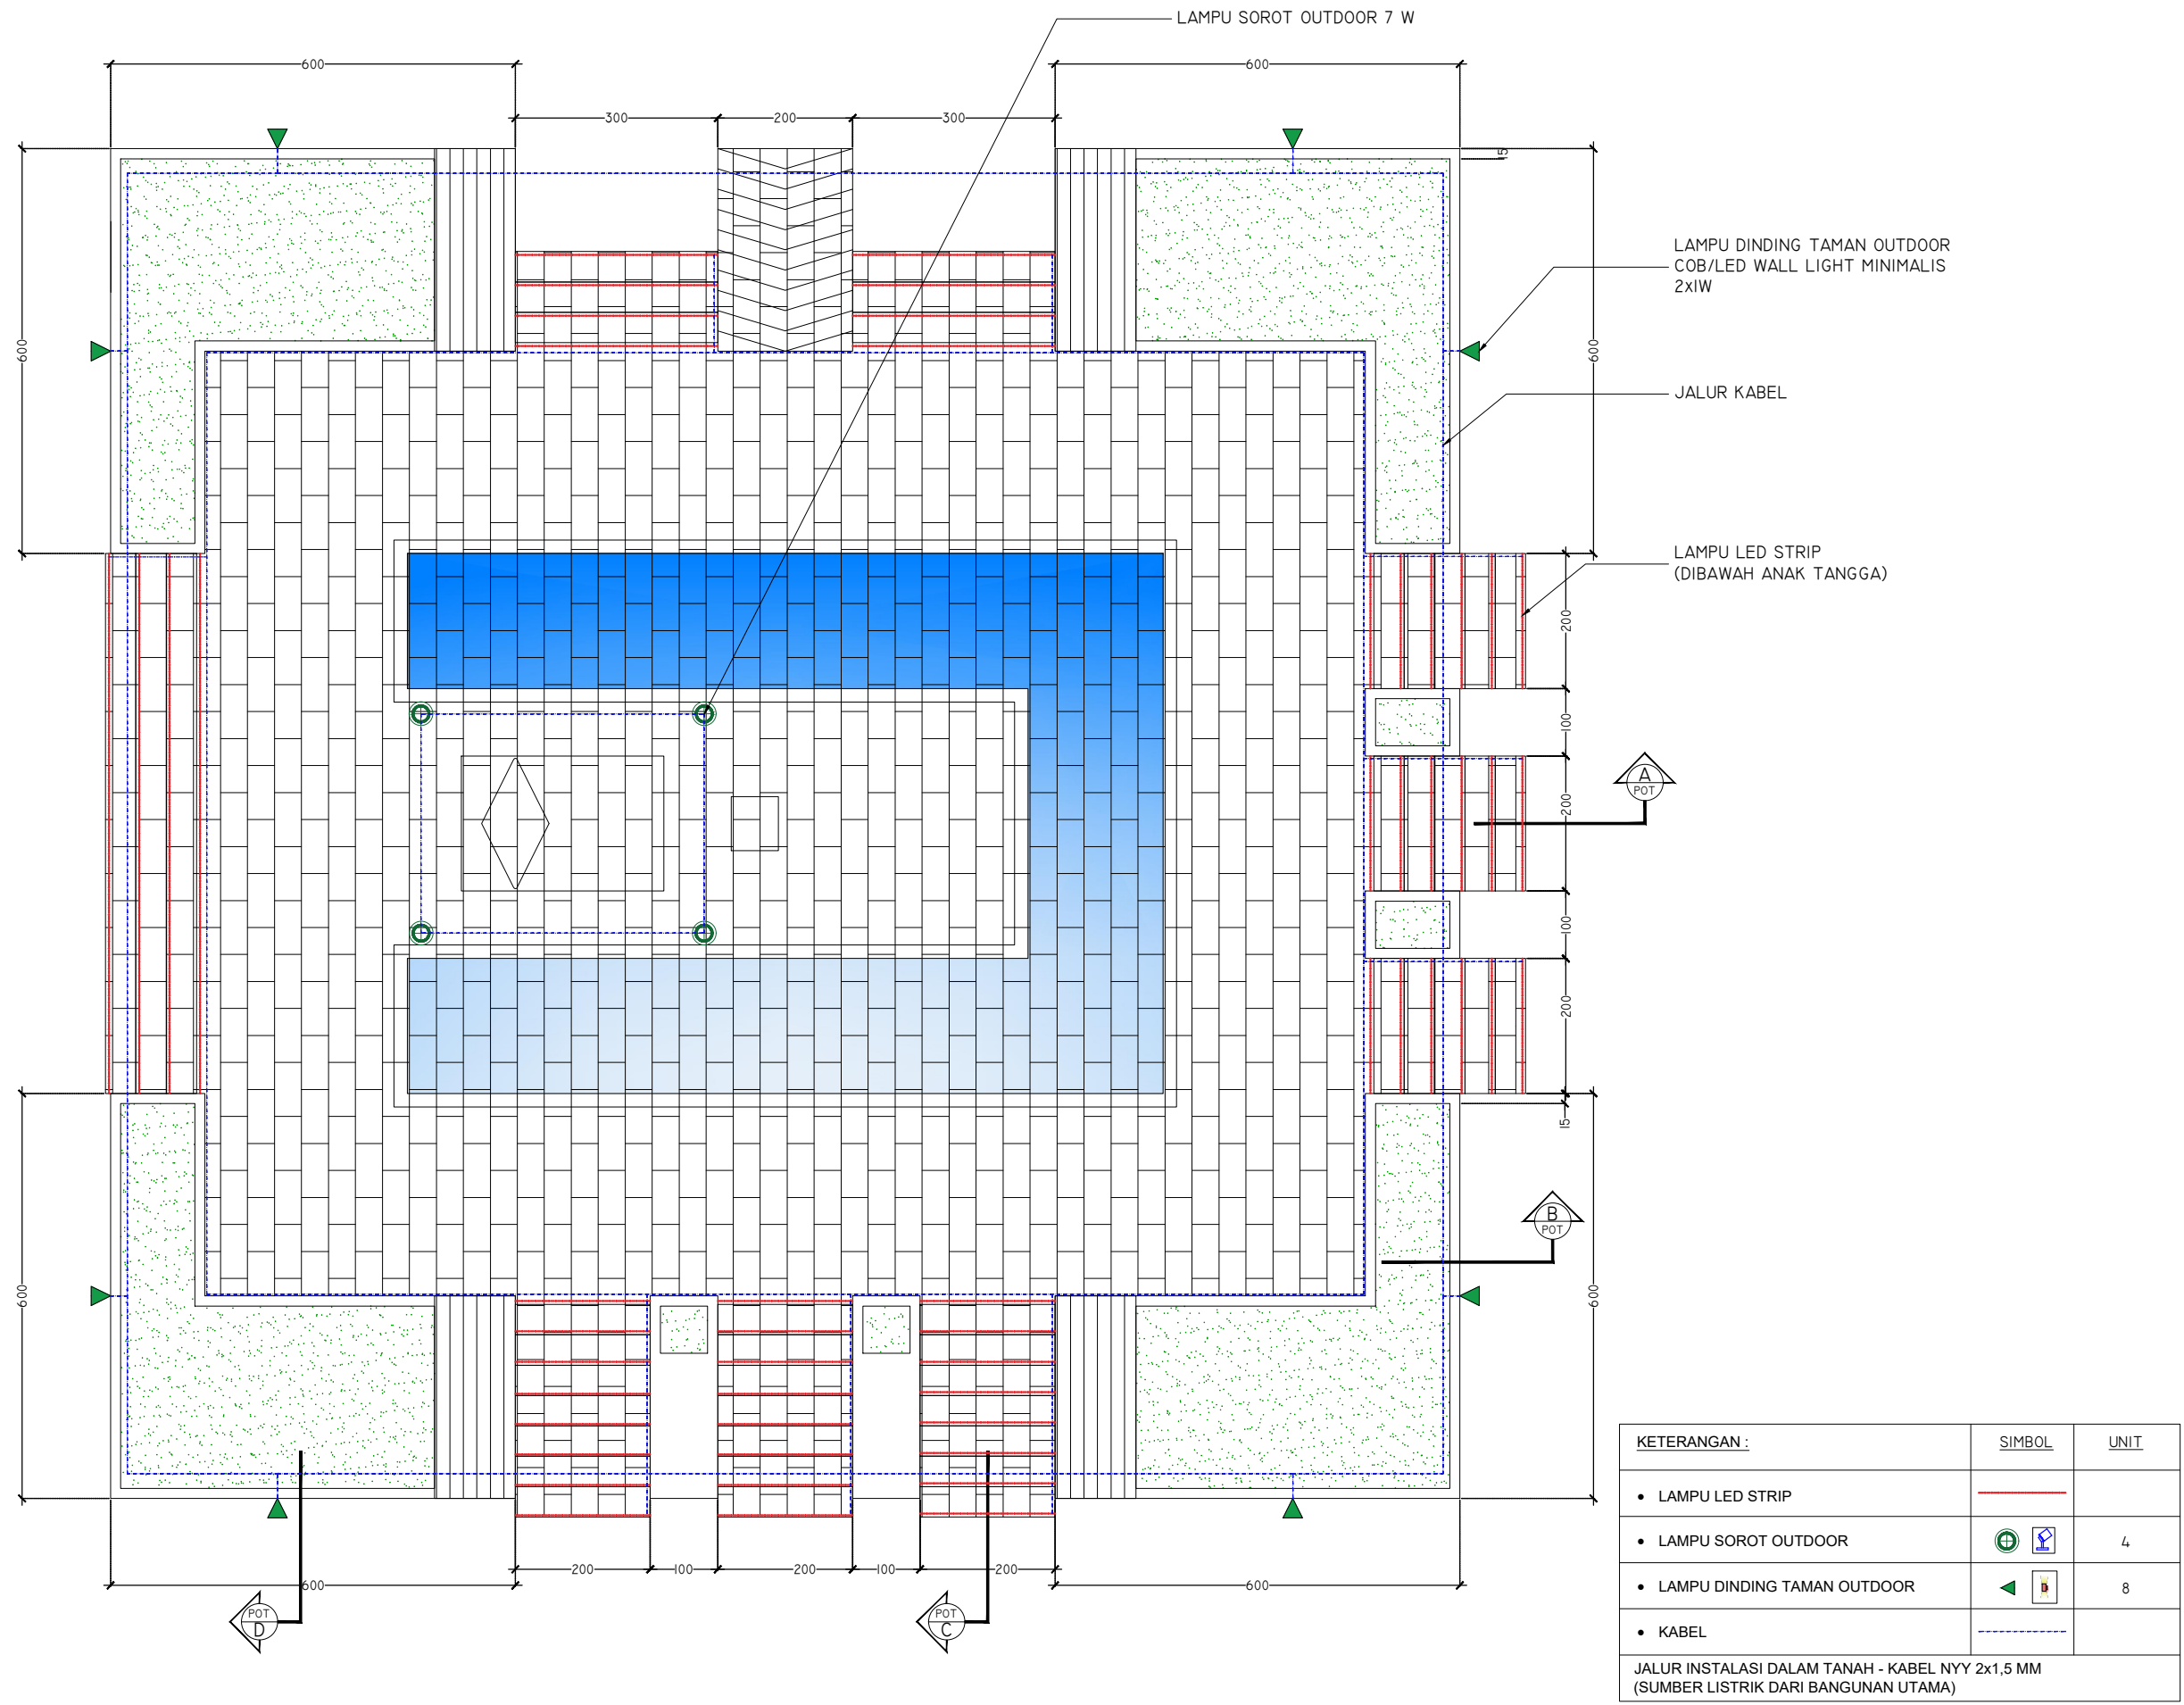 LAMPU SOROT OUTDOOR 7 W
600
600
300
200
300
15
LAMPU DINDING TAMAN OUTDOOR
COB/LED WALL LIGHT MINIMALIS
2x1W
600
600
JALUR KABEL
LAMPU LED STRIP
(DIBAWAH ANAK TANGGA)
200
100
A
POT
200
100
200
15
B
POT
600
600
KETERANGAN :
SIMBOL
UNIT
• LAMPU LED STRIP
• LAMPU SOROT OUTDOOR
4
• LAMPU DINDING TAMAN OUTDOOR
8
• KABEL
JALUR INSTALASI DALAM TANAH - KABEL NYY 2x1,5 MM
(SUMBER LISTRIK DARI BANGUNAN UTAMA)
200
100
200
100
200
600
600
POT
D
POT
C